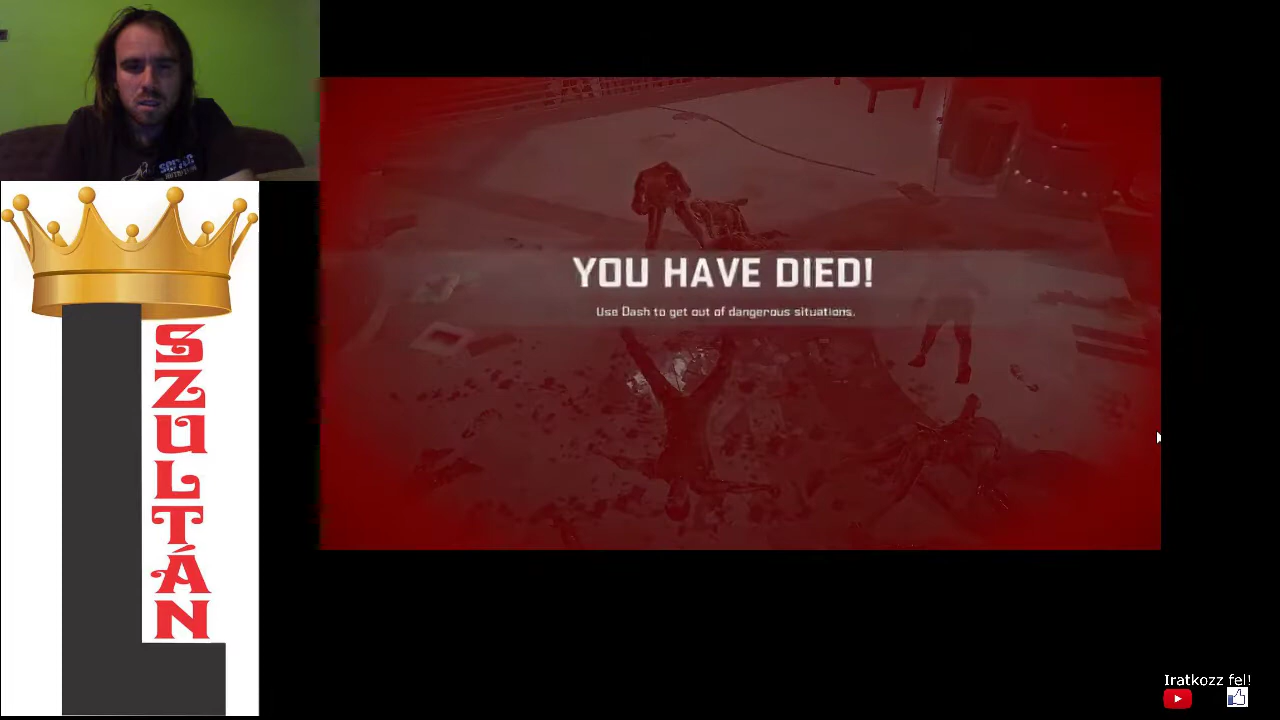 YOU HAVE DIED!
Use Dash to get out of dangerous situations.
L
SZULTÁN
Iratkozz fel!